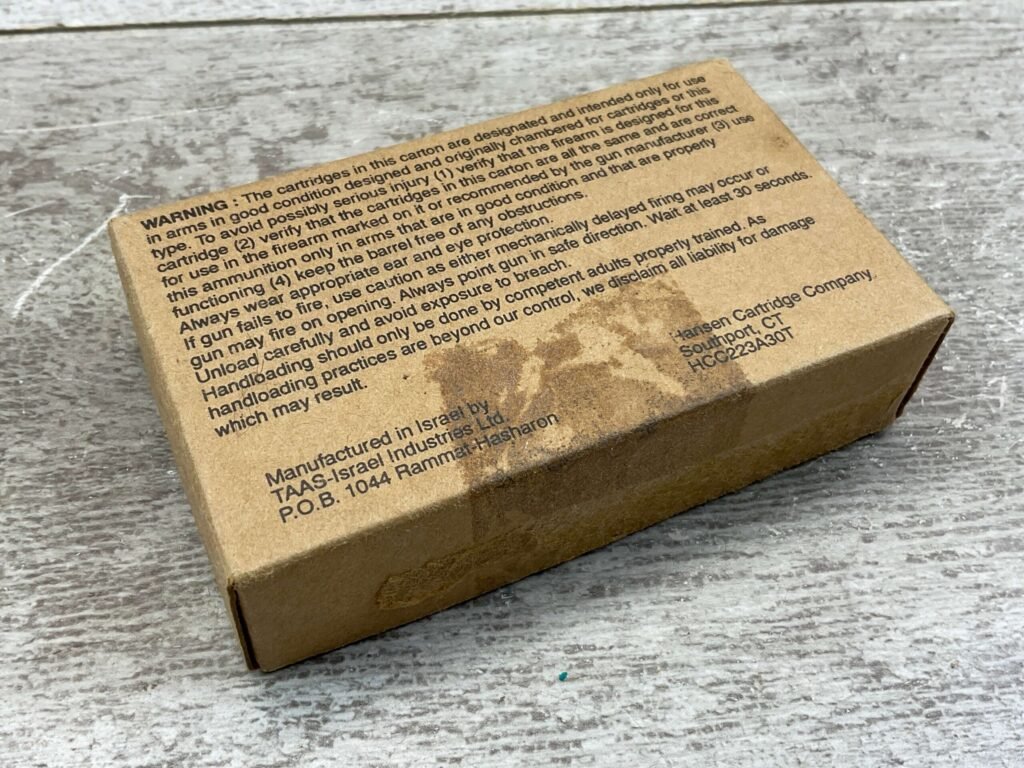 WARNING : The cartridges in this carton are designated and intended only for use
in arms in good condition designed and originally chambered for cartridges or this
type. To avoid possibly serious injury (1) verify that the firearm is designed for this
cartridge (2) verify that the cartridges in this carton are all the same and are correct
for use in the firearm marked on it or recommended by the gun manufacturer (3) use
this ammunition only in arms that are in good condition and that are properly
functioning (4) keep the barrel free of any obstructions.
Always wear appropriate ear and eye protection.
If gun fails to fire, use caution as either mechanically delayed firing may occur or
gun may fire on opening. Always point gun in safe direction. Wait at least 30 seconds.
Unload carefully and avoid exposure to breach.
Handloading should only be done by competent adults properly trained. As
handloading practices are beyond our control, we disclaim all liability for damage
which may result.
Manufactured in Israel by
TAAS-Israel Industries Ltd.
P.O.B. 1044 Rammat-Hasharon
Hansen Cartridge Company,
Southport, CT
HCC223A30T